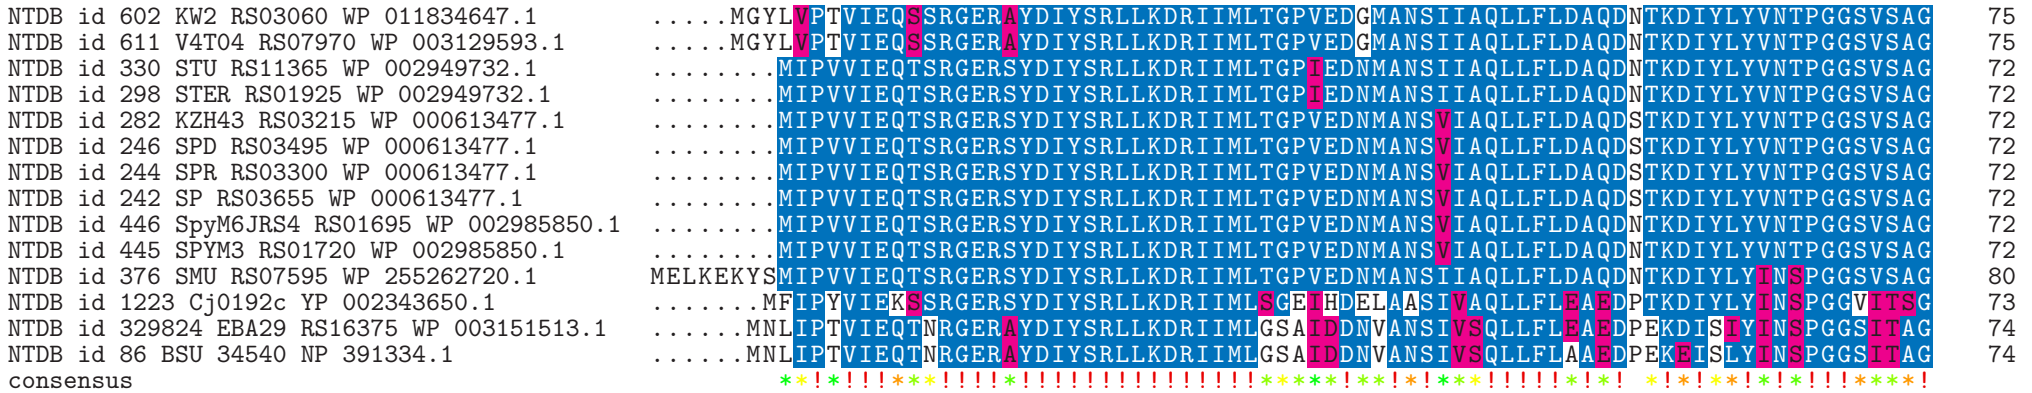 NTDB id 602 KW2 RS03060 WP 011834647.1 .....MGYLVPTVIEQSSRGERAYDIYSRLLKDRIIMLTGPVEDGMANSIIAQLLFLDAQDNTKDIYLYVNTPGGSVSAG 75
NTDB id 611 V4T04 RS07970 WP 003129593.1 .....MGYLVPTVIEQSSRGERAYDIYSRLLKDRIIMLTGPVEDGMANSIIAQLLFLDAQDNTKDIYLYVNTPGGSVSAG 75
NTDB id 330 STU RS11365 WP 002949732.1 ........MIPVVIEQTSRGERSYDIYSRLLKDRIIMLTGPIEDNMANSIIAQLLFLDAQDNTKDIYLYVNTPGGSVSAG 72
NTDB id 298 STER RS01925 WP 002949732.1 ........MIPVVIEQTSRGERSYDIYSRLLKDRIIMLTGPIEDNMANSIIAQLLFLDAQDNTKDIYLYVNTPGGSVSAG 72
NTDB id 282 KZH43 RS03215 WP 000613477.1 ........MIPVVIEQTSRGERSYDIYSRLLKDRIIMLTGPVEDNMANSVIAQLLFLDAQDSTKDIYLYVNTPGGSVSAG 72
NTDB id 246 SPD RS03495 WP 000613477.1 ........MIPVVIEQTSRGERSYDIYSRLLKDRIIMLTGPVEDNMANSVIAQLLFLDAQDSTKDIYLYVNTPGGSVSAG 72
NTDB id 244 SPR RS03300 WP 000613477.1 ........MIPVVIEQTSRGERSYDIYSRLLKDRIIMLTGPVEDNMANSVIAQLLFLDAQDSTKDIYLYVNTPGGSVSAG 72
NTDB id 242 SP RS03655 WP 000613477.1 ........MIPVVIEQTSRGERSYDIYSRLLKDRIIMLTGPVEDNMANSVIAQLLFLDAQDSTKDIYLYVNTPGGSVSAG 72
NTDB id 446 SpyM6JRS4 RS01695 WP 002985850.1 ........MIPVVIEQTSRGERSYDIYSRLLKDRIIMLTGPVEDNMANSVIAQLLFLDAQDNTKDIYLYVNTPGGSVSAG 72
NTDB id 445 SPYM3 RS01720 WP 002985850.1 ........MIPVVIEQTSRGERSYDIYSRLLKDRIIMLTGPVEDNMANSVIAQLLFLDAQDNTKDIYLYVNTPGGSVSAG 72
NTDB id 376 SMU RS07595 WP 255262720.1 MELKEKYSMIPVVIEQTSRGERSYDIYSRLLKDRIIMLTGPVEDNMANSIIAQLLFLDAQDNTKDIYLYINSPGGSVSAG 80
NTDB id 1223 Cj0192c YP 002343650.1 .......MFIPYVIEKSSRGERSYDIYSRLLKDRIIMLSGEIHDELAASIVAQLLFLEAEDPTKDIYLYINSPGGVITSG 73
NTDB id 329824 EBA29 RS16375 WP 003151513.1 ......MNLIPTVIEQTNRGERAYDIYSRLLKDRIIMLGSAIDDNVANSIVSQLLFLEAEDPEKDISIYINSPGGSITAG 74
NTDB id 86 BSU 34540 NP 391334.1 ......MNLIPTVIEQTNRGERAYDIYSRLLKDRIIMLGSAIDDNVANSIVSQLLFLAAEDPEKEISLYINSPGGSITAG 74
consensus **!*!!!***!!!!*!!!!!!!!!!!!!!!*****!**!*!***!!!!!*!*! *!*!**!*!*!!!****!